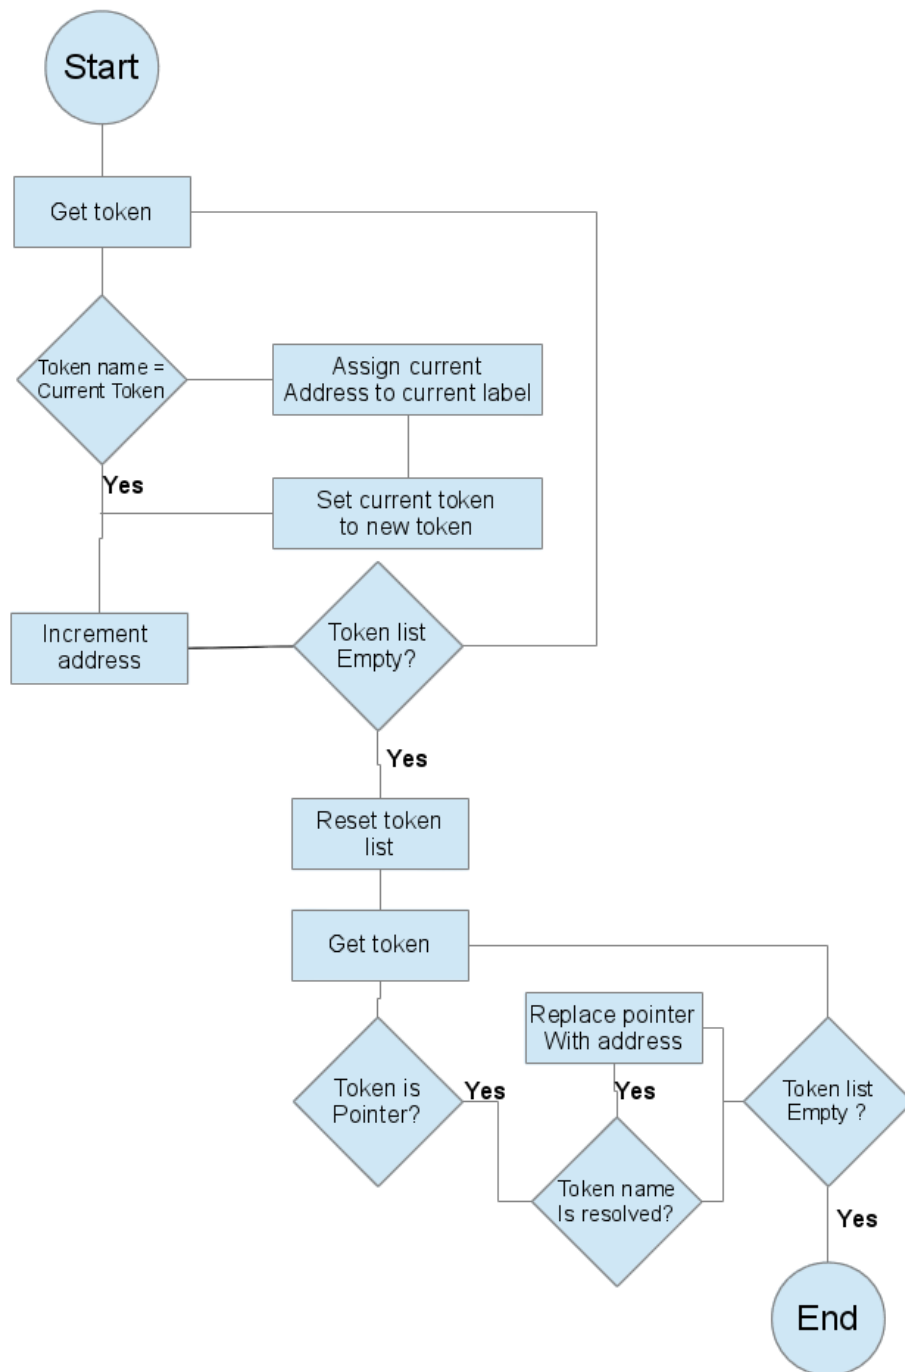 Start
Get token
Token name =
Current Token
Assign current
Address to current label
Yes
Set current token
to new token
Increment
address
Token list
Empty?
Yes
Reset token
list
Get token
Replace pointer
With address
Token is
Pointer?
Yes
Yes
Token list
Empty ?
Token name
Is resolved?
Yes
End